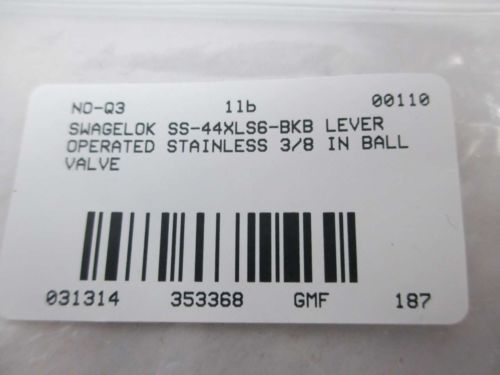 NO-Q3 1lb 00110
SWAGELOK SS-44XLS6-BKB LEVER
OPERATED STAINLESS 3/8 IN BALL
VALVE
031314 353368 GMF 187